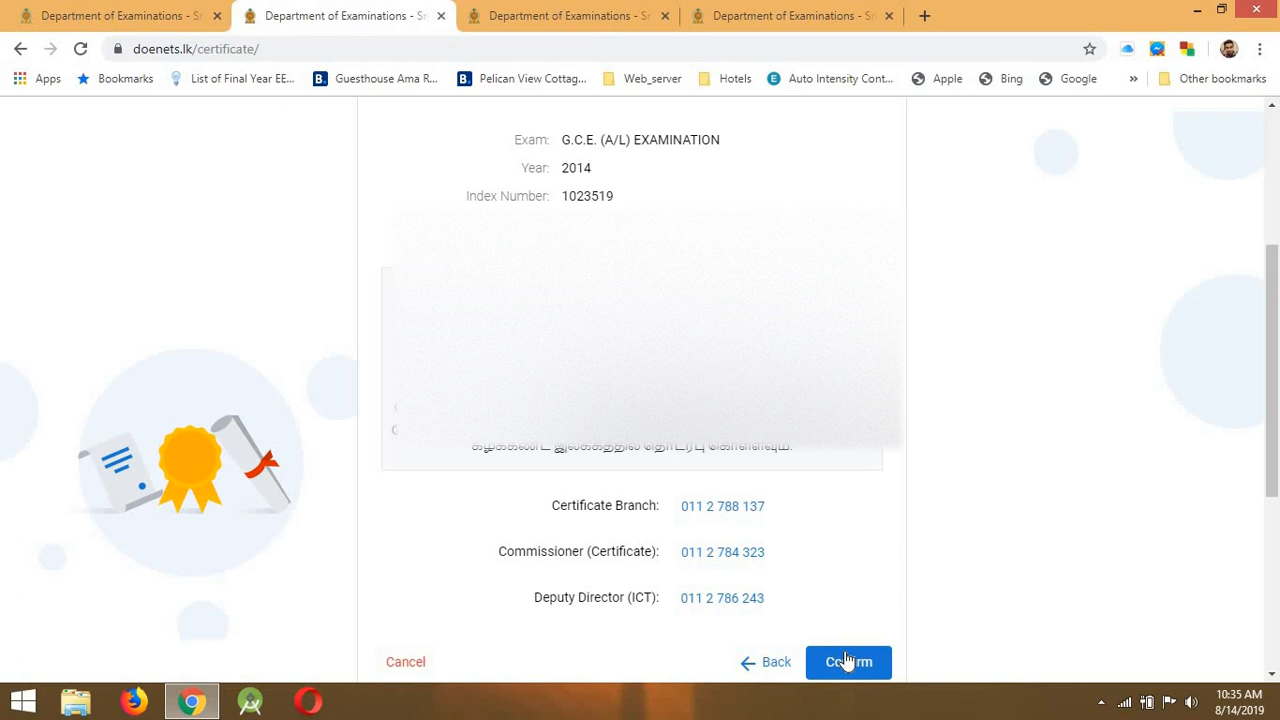 Department of Examinations - Sr
Department of Examinations - Sri
Department of Examinations - Sc
Department of Examinations - Sr
doenets.lk/certificate/
Apps
Bookmarks
List of Final Year EE...
Guesthouse Ama R...
Pelican View Cottag...
Web_server
Hotels
Auto Intensity Cont...
Apple
Bing
Google
»
Other bookmarks
Exam: G.C.E. (A/L) EXAMINATION
Year: 2014
Index Number: 1023519
Certificate Branch: 011 2 788 137
Commissioner (Certificate): 011 2 784 323
Deputy Director (ICT): 011 2 786 243
Cancel
Back
Confirm
10:35 AM
8/14/2019